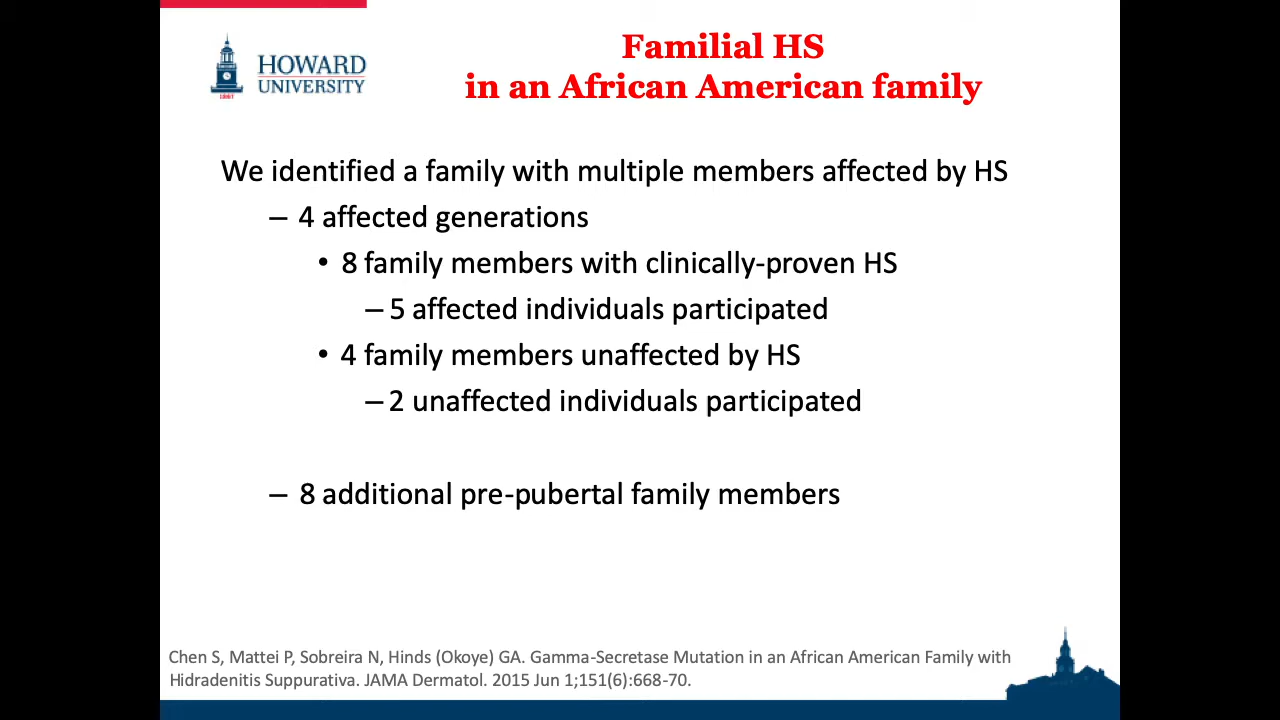 HOWARD
UNIVERSITY
1867
Familial HS
in an African American family
We identified a family with multiple members affected by HS
– 4 affected generations
• 8 family members with clinically-proven HS
– 5 affected individuals participated
• 4 family members unaffected by HS
– 2 unaffected individuals participated
– 8 additional pre-pubertal family members
Chen S, Mattei P, Sobreira N, Hinds (Okoye) GA. Gamma-Secretase Mutation in an African American Family with
Hidradenitis Suppurativa. JAMA Dermatol. 2015 Jun 1;151(6):668-70.